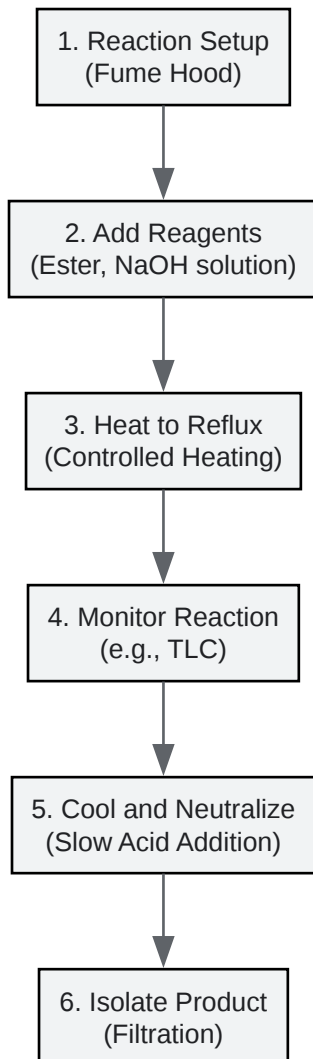 1. Reaction Setup
(Fume Hood)
2. Add Reagents
(Ester, NaOH solution)
3. Heat to Reflux
(Controlled Heating)
4. Monitor Reaction
(e.g., TLC)
5. Cool and Neutralize
(Slow Acid Addition)
6. Isolate Product
(Filtration)